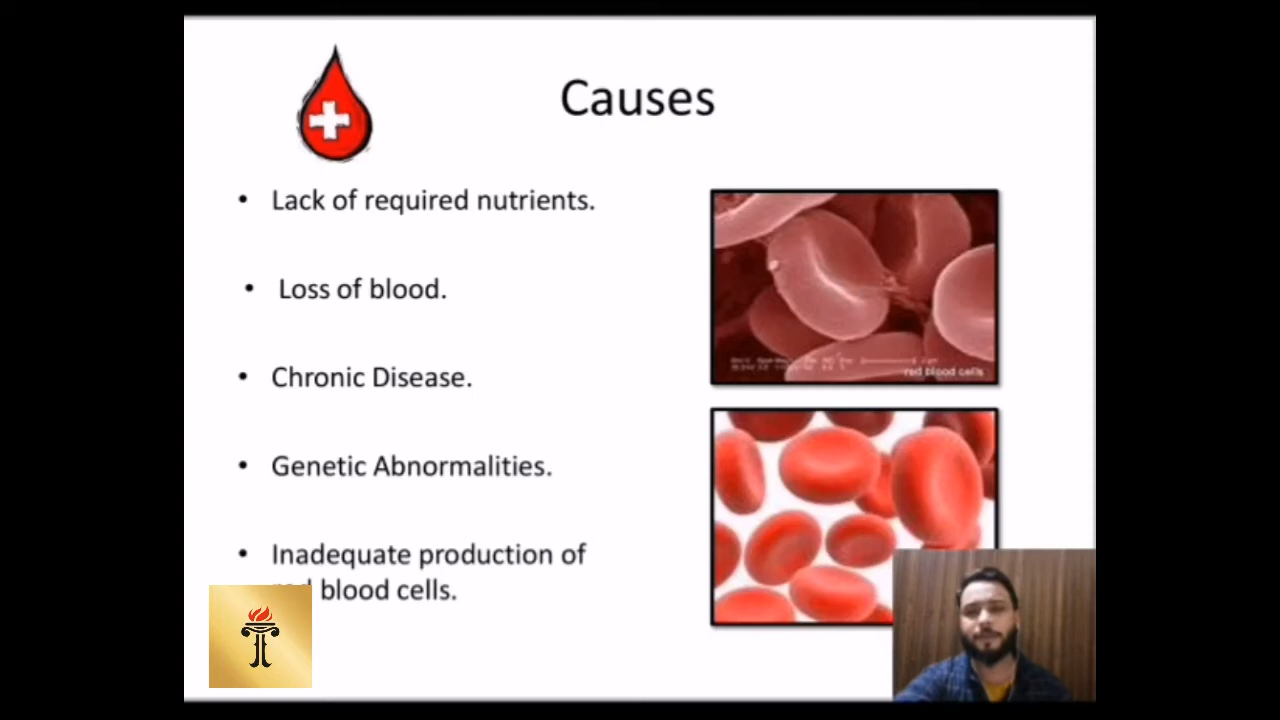 Causes
• Lack of required nutrients.
• Loss of blood.
• Chronic Disease.
• Genetic Abnormalities.
• Inadequate production of
blood cells.
red blood cells